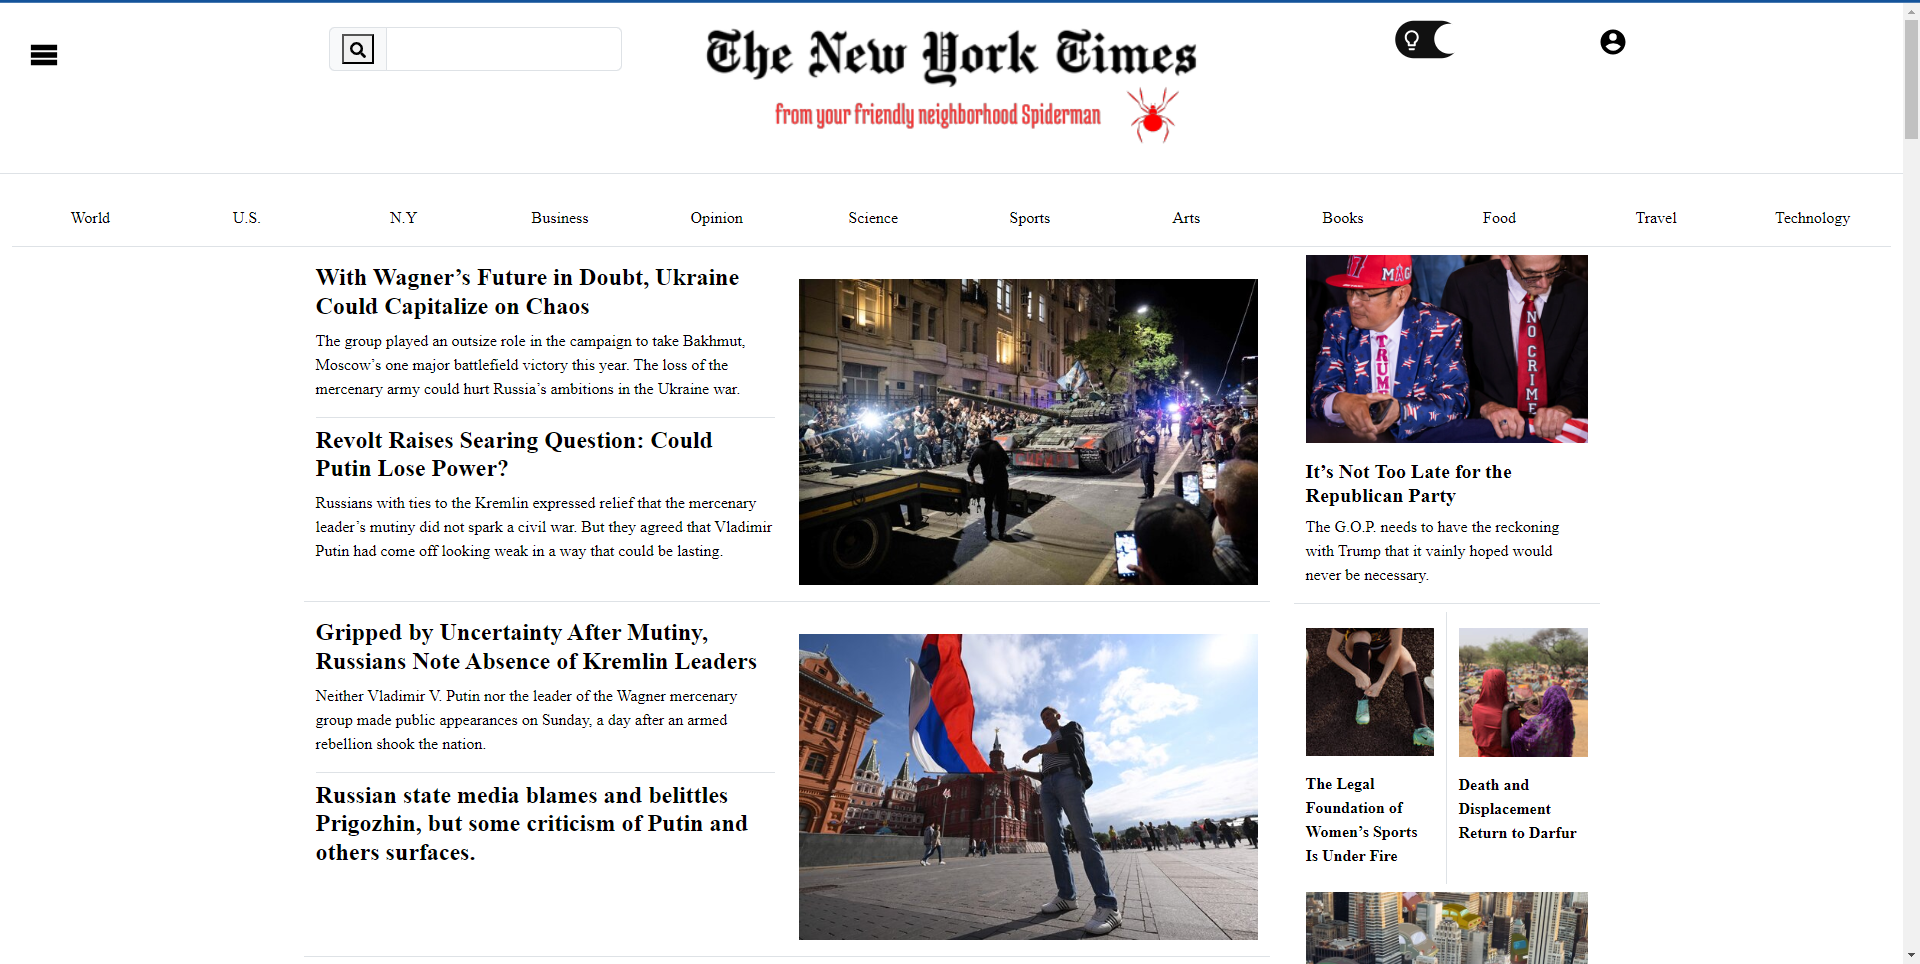 The New York Times
from your friendly neighborhood Spiderman
World
U.S.
N.Y
Business
Opinion
Science
Sports
Arts
Books
Food
Travel
Technology
With Wagner’s Future in Doubt, Ukraine
Could Capitalize on Chaos
The group played an outsize role in the campaign to take Bakhmut,
Moscow’s one major battlefield victory this year. The loss of the
mercenary army could hurt Russia’s ambitions in the Ukraine war.
Revolt Raises Searing Question: Could
Putin Lose Power?
Russians with ties to the Kremlin expressed relief that the mercenary
leader’s mutiny did not spark a civil war. But they agreed that Vladimir
Putin had come off looking weak in a way that could be lasting.
Gripped by Uncertainty After Mutiny,
Russians Note Absence of Kremlin Leaders
Neither Vladimir V. Putin nor the leader of the Wagner mercenary
group made public appearances on Sunday, a day after an armed
rebellion shook the nation.
Russian state media blames and belittles
Prigozhin, but some criticism of Putin and
others surfaces.
MAG
TRUMP
NO CRIME
It’s Not Too Late for the
Republican Party
The G.O.P. needs to have the reckoning
with Trump that it vainly hoped would
never be necessary.
The Legal
Foundation of
Women’s Sports
Is Under Fire
Death and
Displacement
Return to Darfur